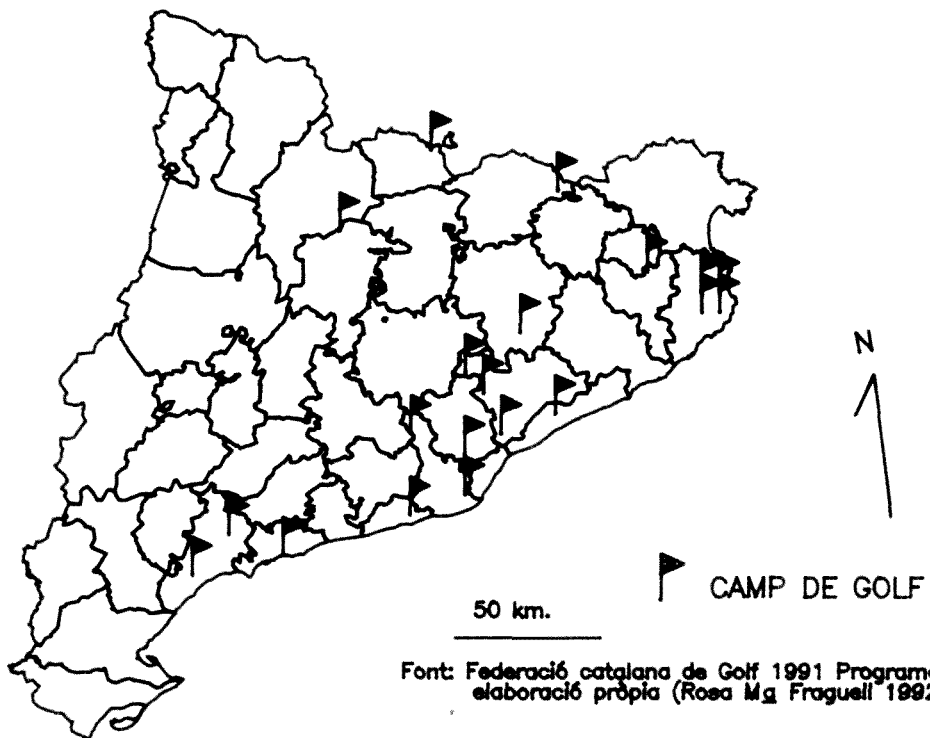 N
CAMP DE GOLF
50 km.
Font: Federació catalana de Golf 1991
elaboració pròpia (Rosa Mª Fraguell 1992